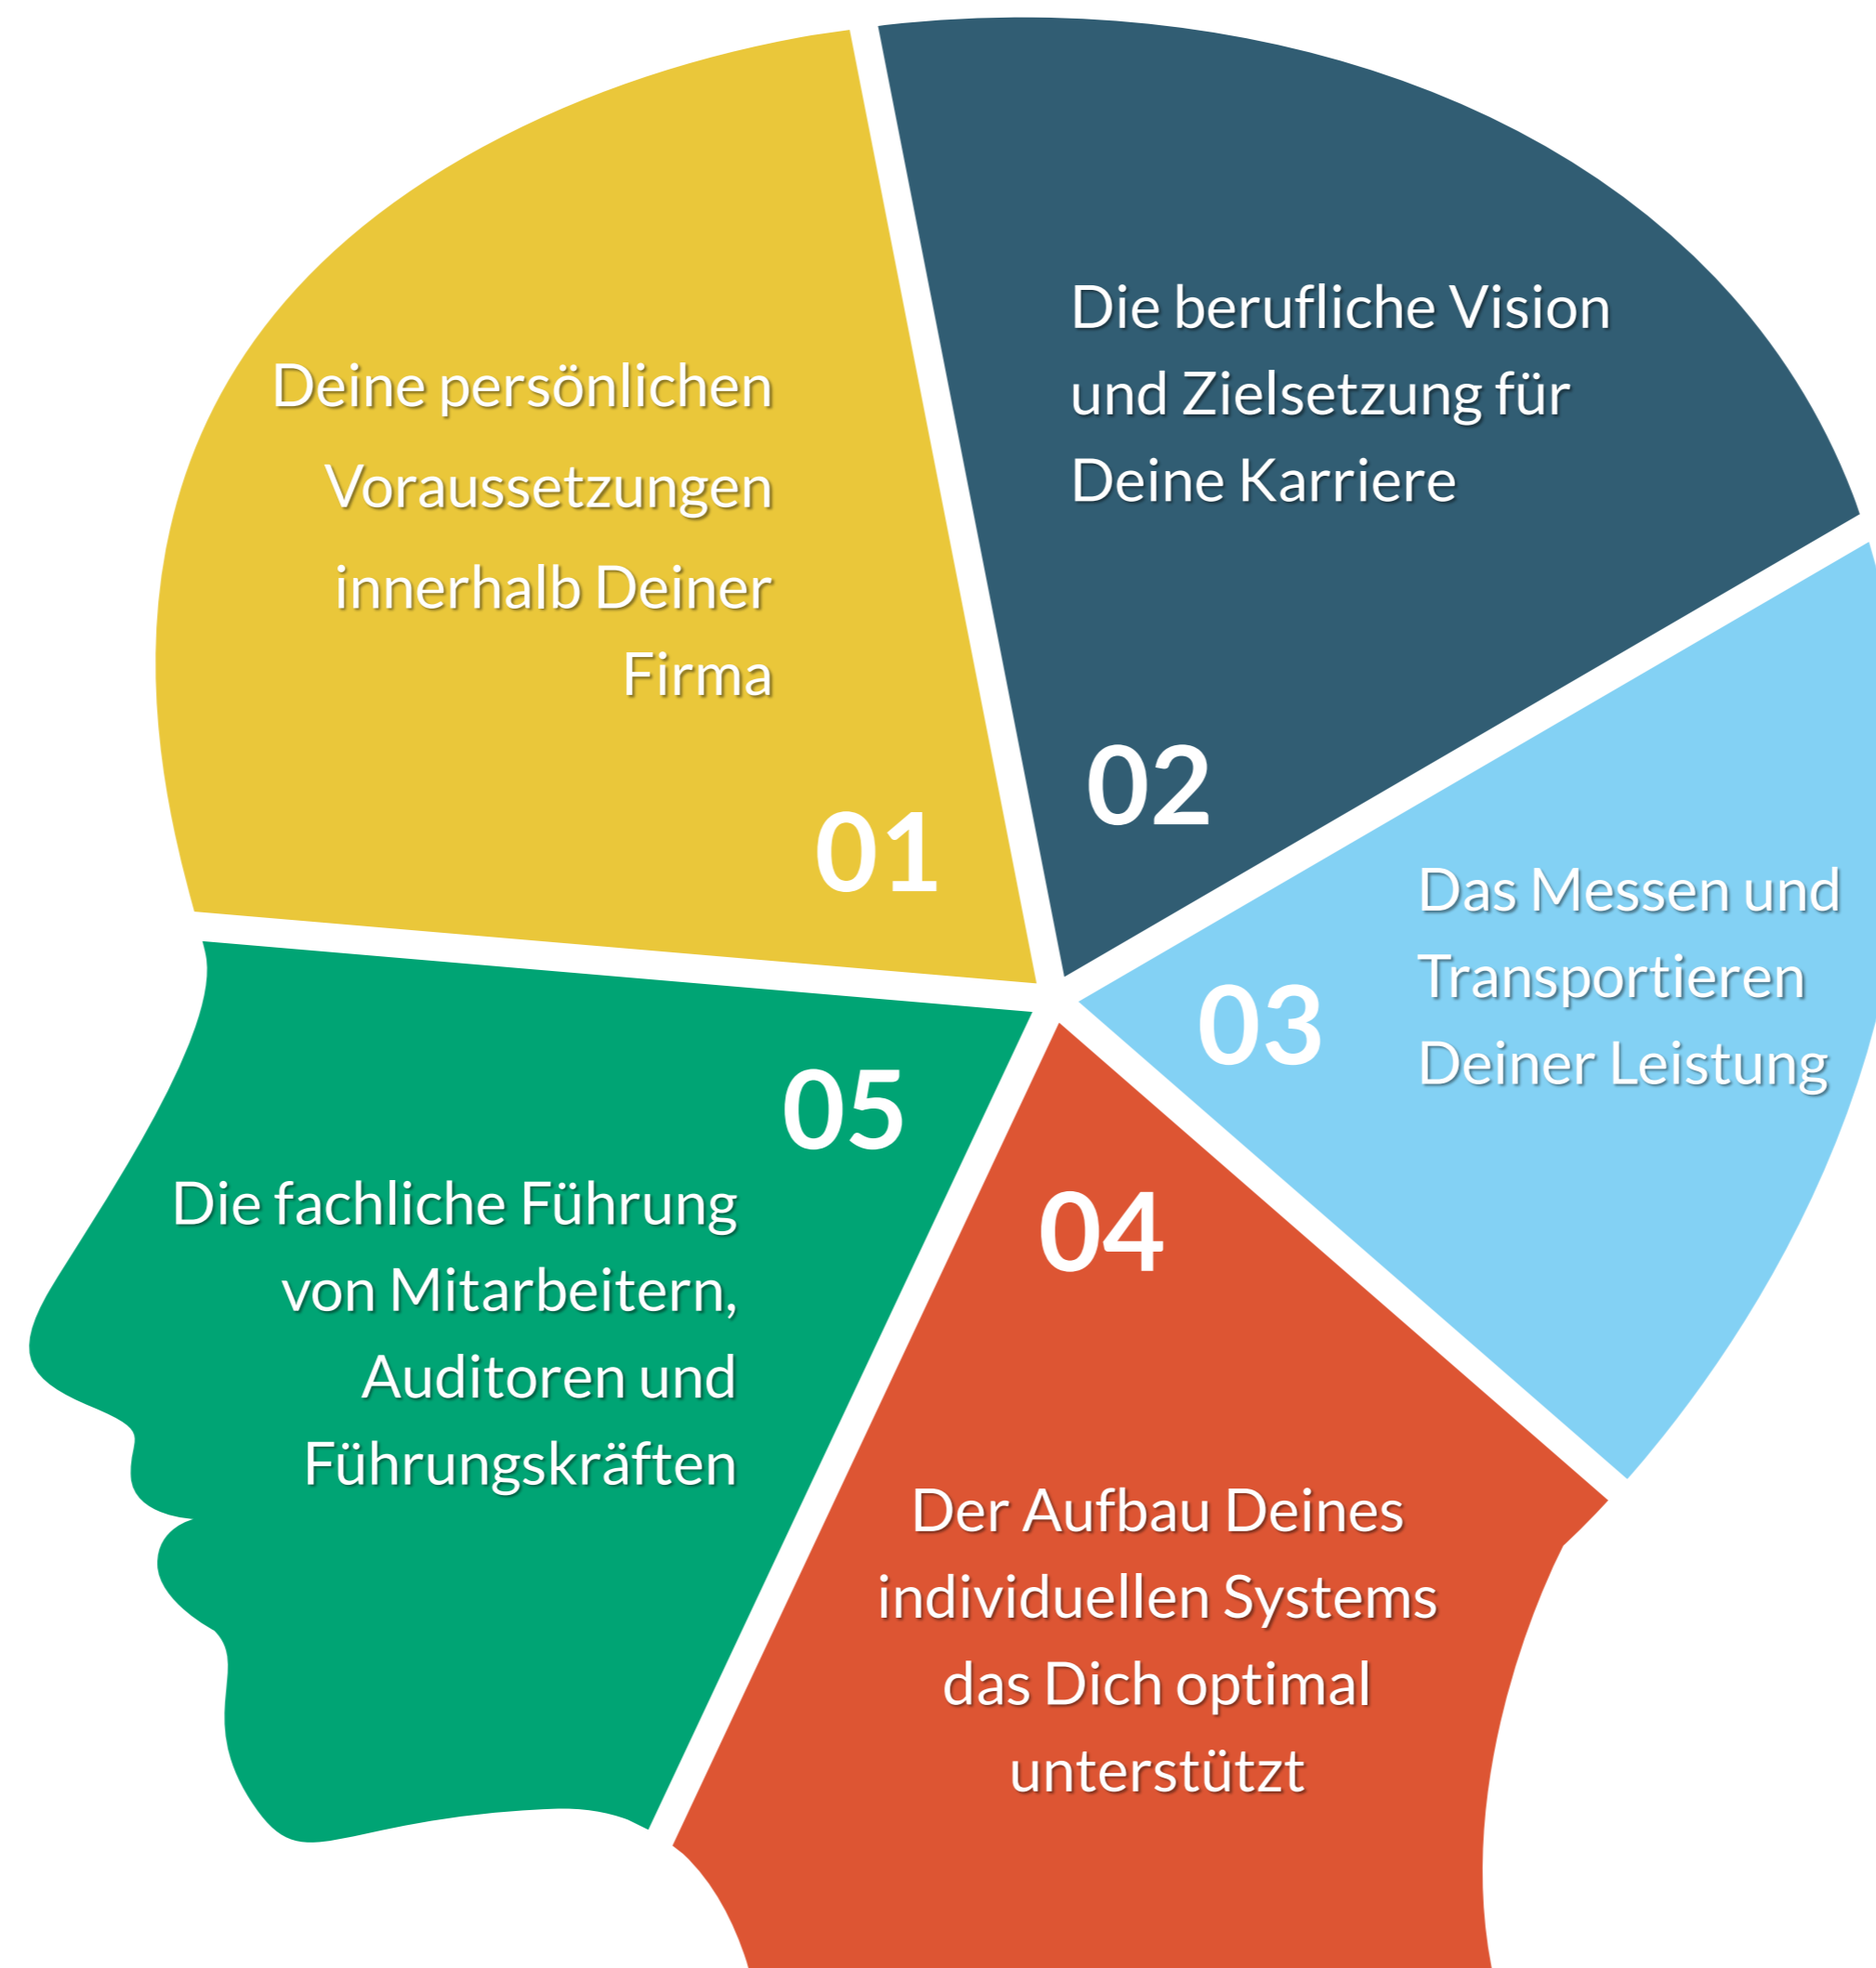 Deine persönlichen
Voraussetzungen
innerhalb Deiner
Firma
01
Die berufliche Vision
und Zielsetzung für
Deine Karriere
02
Das Messen und
Transportieren
Deiner Leistung
03
04
Der Aufbau Deines
individuellen Systems
das Dich optimal
unterstützt
05
Die fachliche Führung
von Mitarbeitern,
Auditoren und
Führungskräften